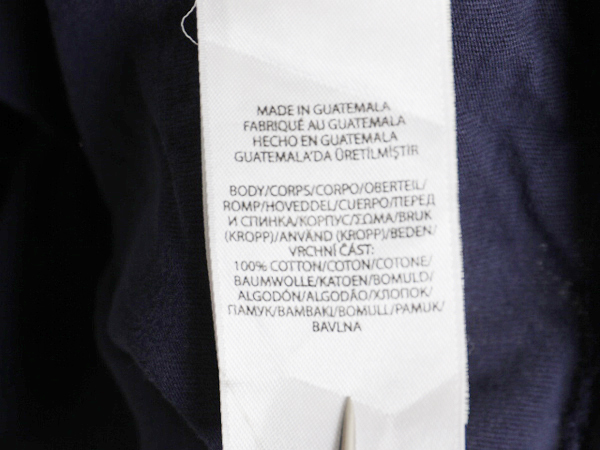 MADE IN GUATEMALA
FABRIQUÉ AU GUATEMALA
HECHO EN GUATEMALA
GUATEMALA'DA ÜRETİLMİŞTİR
BODY/CORPS/CORPO/OBERTEIL/
ROMP/HOVEDDEL/CUERPO/ПЕРЕД
И СПИНКА/КОРПУС/ΣΩΜΑ/BRUK
(KROPP)/ANVÄND (KROPP)/BEDEN/
VRCHNÍ ČÁST:
100% COTTON/COTON/COTONE/
BAUMWOLLE/KATOEN/BOMULD/
ALGODÓN/ALGODÃO/ХЛОПОК/
ПАМУК/BAMBAKI/BOMULL/PAMUK/
BAVLNA